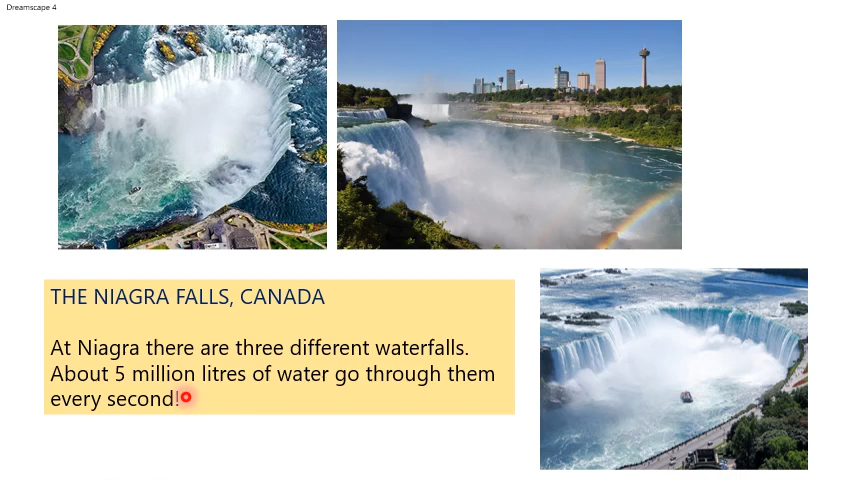 Dreamscape 4
THE NIAGRA FALLS, CANADA
At Niagra there are three different waterfalls.
About 5 million litres of water go through them
every second!